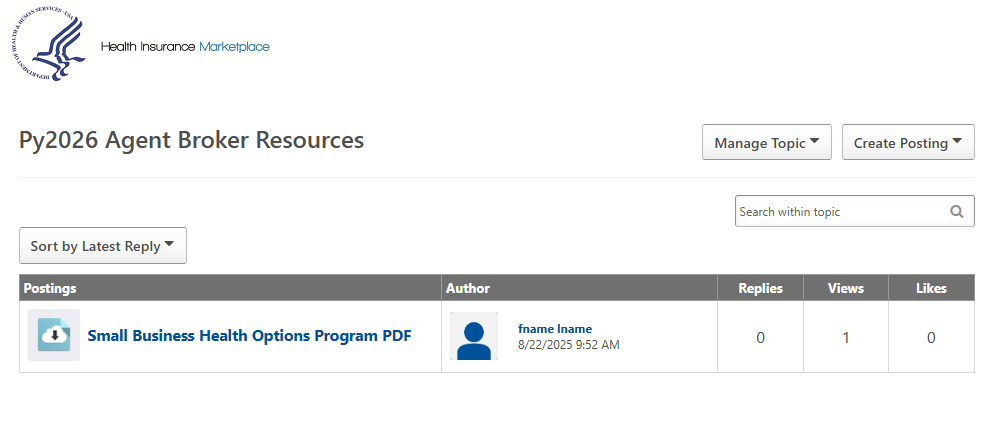 DEPARTMENT OF HEALTH & HUMAN SERVICES · USA
Health Insurance Marketplace
Py2026 Agent Broker Resources
Manage Topic
Create Posting
Search within topic
Sort by Latest Reply
Postings Author Replies Views Likes
Small Business Health Options Program PDF
fname lname
8/22/2025 9:52 AM
0 1 0